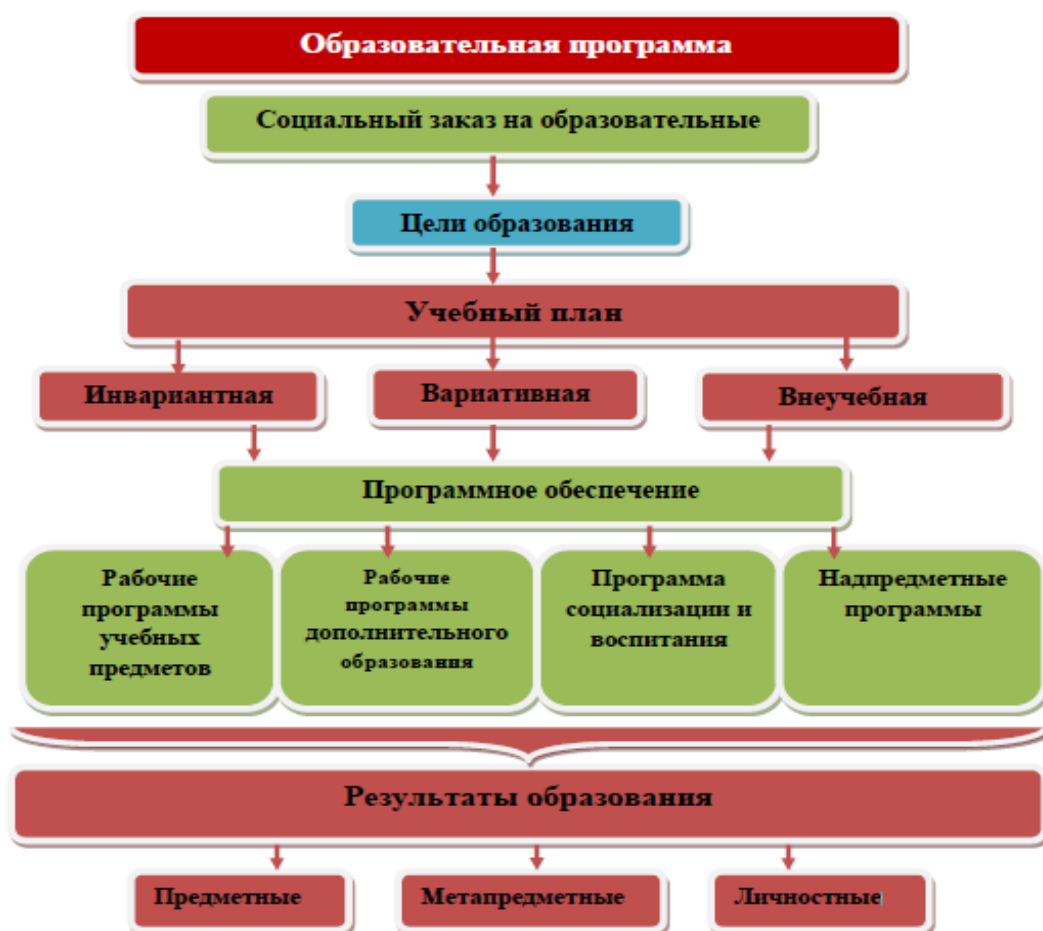 Образовательная программа
Социальный заказ на образовательные
Цели образования
Учебный план
Инвариантная
Вариативная
Внеучебная
Программное обеспечение
Рабочие
программы
учебных
предметов
Рабочие
программы
дополнительного
образования
Программа
социализации и
воспитания
Надпредметные
программы
Результаты образования
Предметные
Метапредметные
Личностные